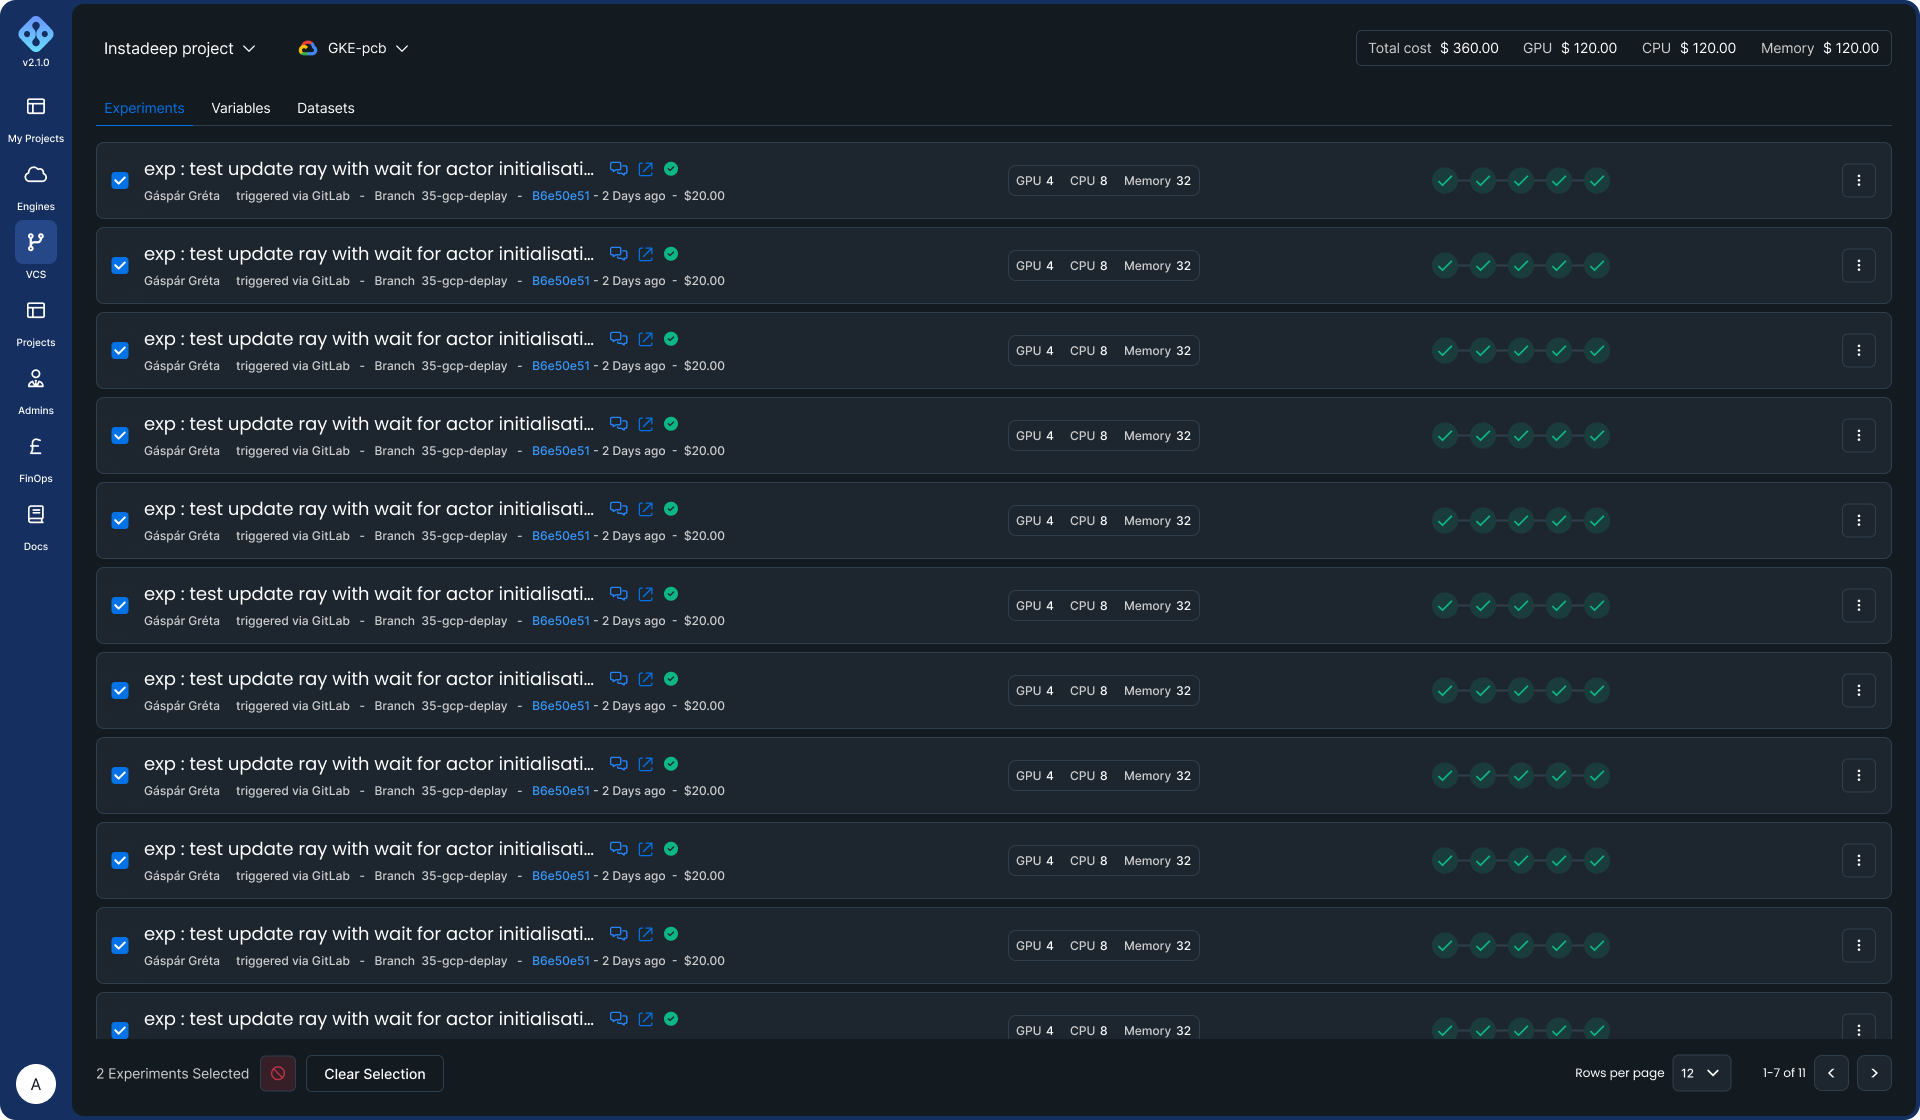 v2.1.0
My Projects
Engines
VCS
Projects
Admins
FinOps
Docs
A
Instadeep project
GKE-pcb
Total cost $ 360.00 GPU $ 120.00 CPU $ 120.00 Memory $ 120.00
Experiments Variables Datasets
exp : test update ray with wait for actor initialisati...
Gáspár Gréta triggered via GitLab - Branch 35-gcp-deplay - B6e50e51 - 2 Days ago - $20.00
GPU 4 CPU 8 Memory 32
exp : test update ray with wait for actor initialisati...
Gáspár Gréta triggered via GitLab - Branch 35-gcp-deplay - B6e50e51 - 2 Days ago - $20.00
GPU 4 CPU 8 Memory 32
exp : test update ray with wait for actor initialisati...
Gáspár Gréta triggered via GitLab - Branch 35-gcp-deplay - B6e50e51 - 2 Days ago - $20.00
GPU 4 CPU 8 Memory 32
exp : test update ray with wait for actor initialisati...
Gáspár Gréta triggered via GitLab - Branch 35-gcp-deplay - B6e50e51 - 2 Days ago - $20.00
GPU 4 CPU 8 Memory 32
exp : test update ray with wait for actor initialisati...
Gáspár Gréta triggered via GitLab - Branch 35-gcp-deplay - B6e50e51 - 2 Days ago - $20.00
GPU 4 CPU 8 Memory 32
exp : test update ray with wait for actor initialisati...
Gáspár Gréta triggered via GitLab - Branch 35-gcp-deplay - B6e50e51 - 2 Days ago - $20.00
GPU 4 CPU 8 Memory 32
exp : test update ray with wait for actor initialisati...
Gáspár Gréta triggered via GitLab - Branch 35-gcp-deplay - B6e50e51 - 2 Days ago - $20.00
GPU 4 CPU 8 Memory 32
exp : test update ray with wait for actor initialisati...
Gáspár Gréta triggered via GitLab - Branch 35-gcp-deplay - B6e50e51 - 2 Days ago - $20.00
GPU 4 CPU 8 Memory 32
exp : test update ray with wait for actor initialisati...
Gáspár Gréta triggered via GitLab - Branch 35-gcp-deplay - B6e50e51 - 2 Days ago - $20.00
GPU 4 CPU 8 Memory 32
exp : test update ray with wait for actor initialisati...
Gáspár Gréta triggered via GitLab - Branch 35-gcp-deplay - B6e50e51 - 2 Days ago - $20.00
GPU 4 CPU 8 Memory 32
exp : test update ray with wait for actor initialisati...
GPU 4 CPU 8 Memory 32
2 Experiments Selected
Clear Selection
Rows per page 12
1-7 of 11